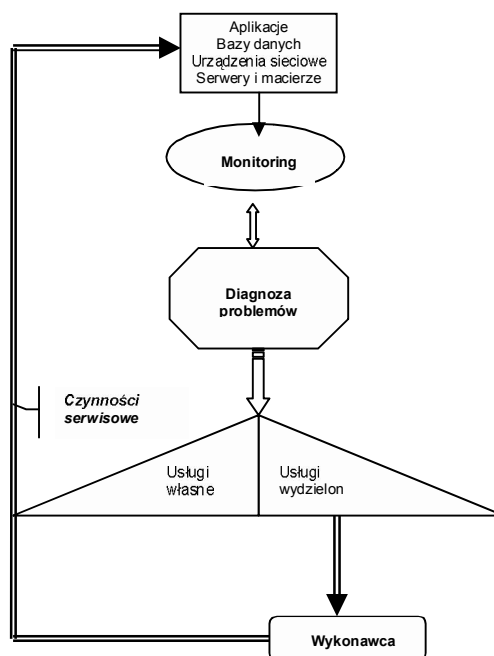 Aplikacje
Bazy danych
Urządzenia sieciowe
Serwery i macierze
Monitoring
Diagnoza
problemów
Czynności
serwisowe
Usługi
własne
Usługi
wydzielon
Wykonawca